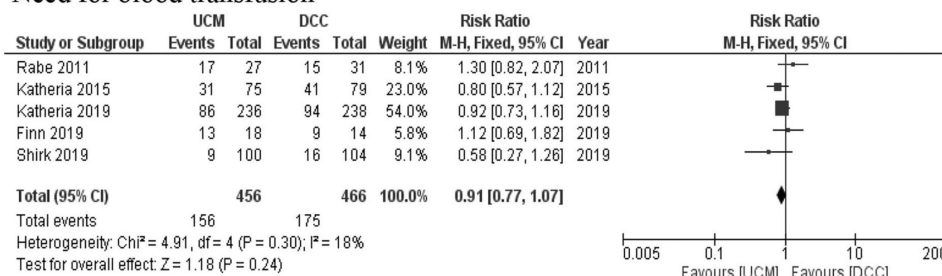 Need for blood transfusion
UCM DCC Risk Ratio Risk Ratio
Study or Subgroup Events Total Events Total Weight M-H, Fixed, 95% CI Year M-H, Fixed, 95% CI
Rabe 2011 17 27 15 31 8.1% 1.30 [0.82, 2.07] 2011
Katheria 2015 31 75 41 79 23.0% 0.80 [0.57, 1.12] 2015
Katheria 2019 86 236 94 238 54.0% 0.92 [0.73, 1.16] 2019
Finn 2019 13 18 9 14 5.8% 1.12 [0.69, 1.82] 2019
Shirk 2019 9 100 16 104 9.1% 0.58 [0.27, 1.26] 2019
Total (95% CI) 456 466 100.0% 0.91 [0.77, 1.07]
Total events 156 175
Heterogeneity: Chi² = 4.91, df = 4 (P = 0.30); I² = 18%
Test for overall effect: Z = 1.18 (P = 0.24)
0.005 0.1 1 10 200
Favours [UCM] Favours [DCC]